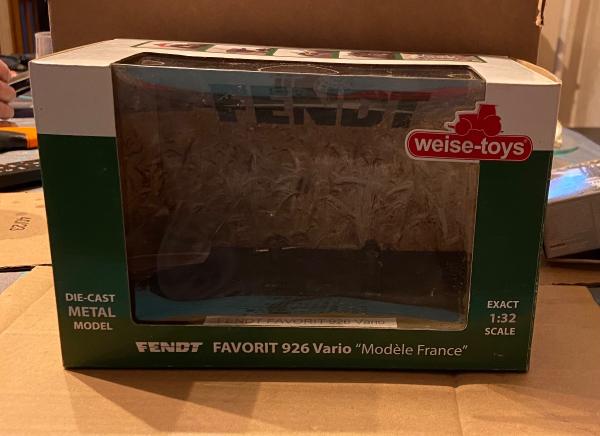 FENDT
weise-toys
DIE-CAST
METAL
MODEL
EXACT
1:32
SCALE
FENDT FAVORIT 926 Vario
FENDT FAVORIT 926 Vario "Modèle France"